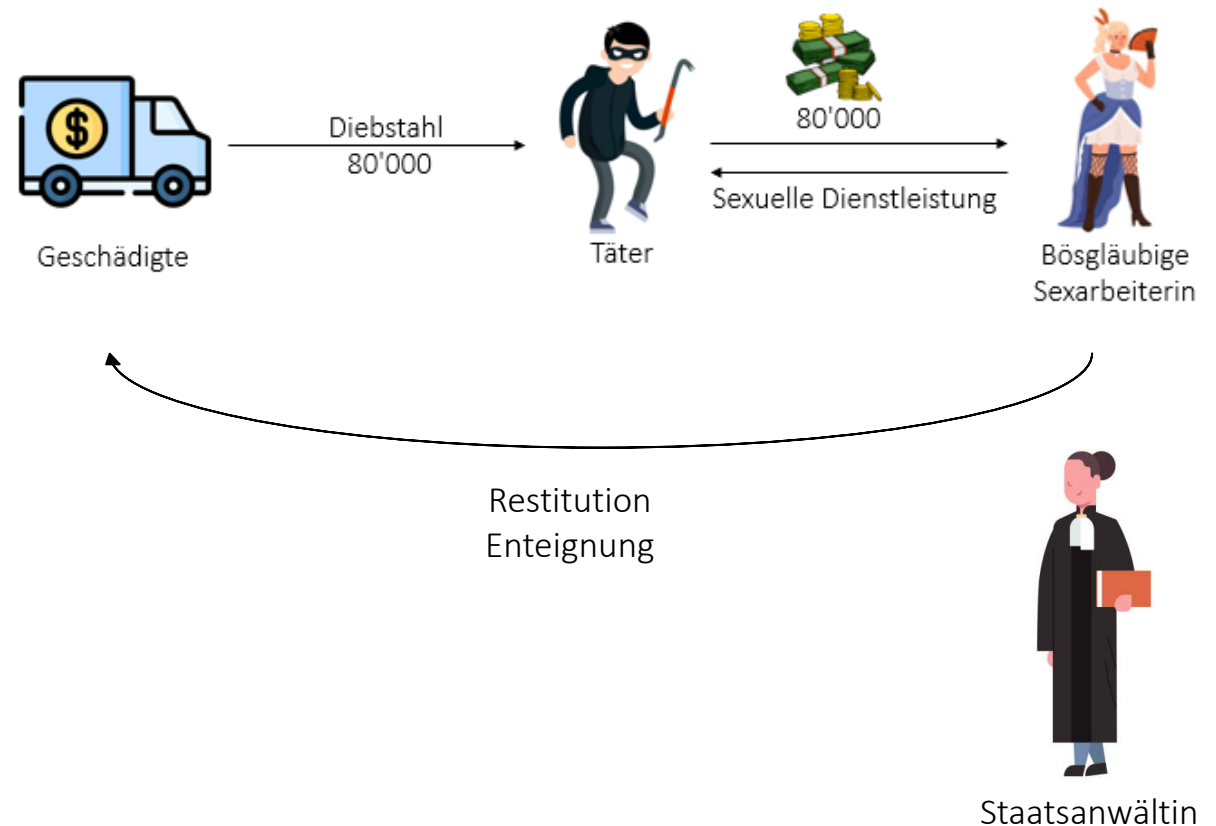 Diebstahl
80'000
80'000
Sexuelle Dienstleistung
Geschädigte
Täter
Bösgläubige
Sexarbeiterin
Restitution
Enteignung
Staatsanwältin
$